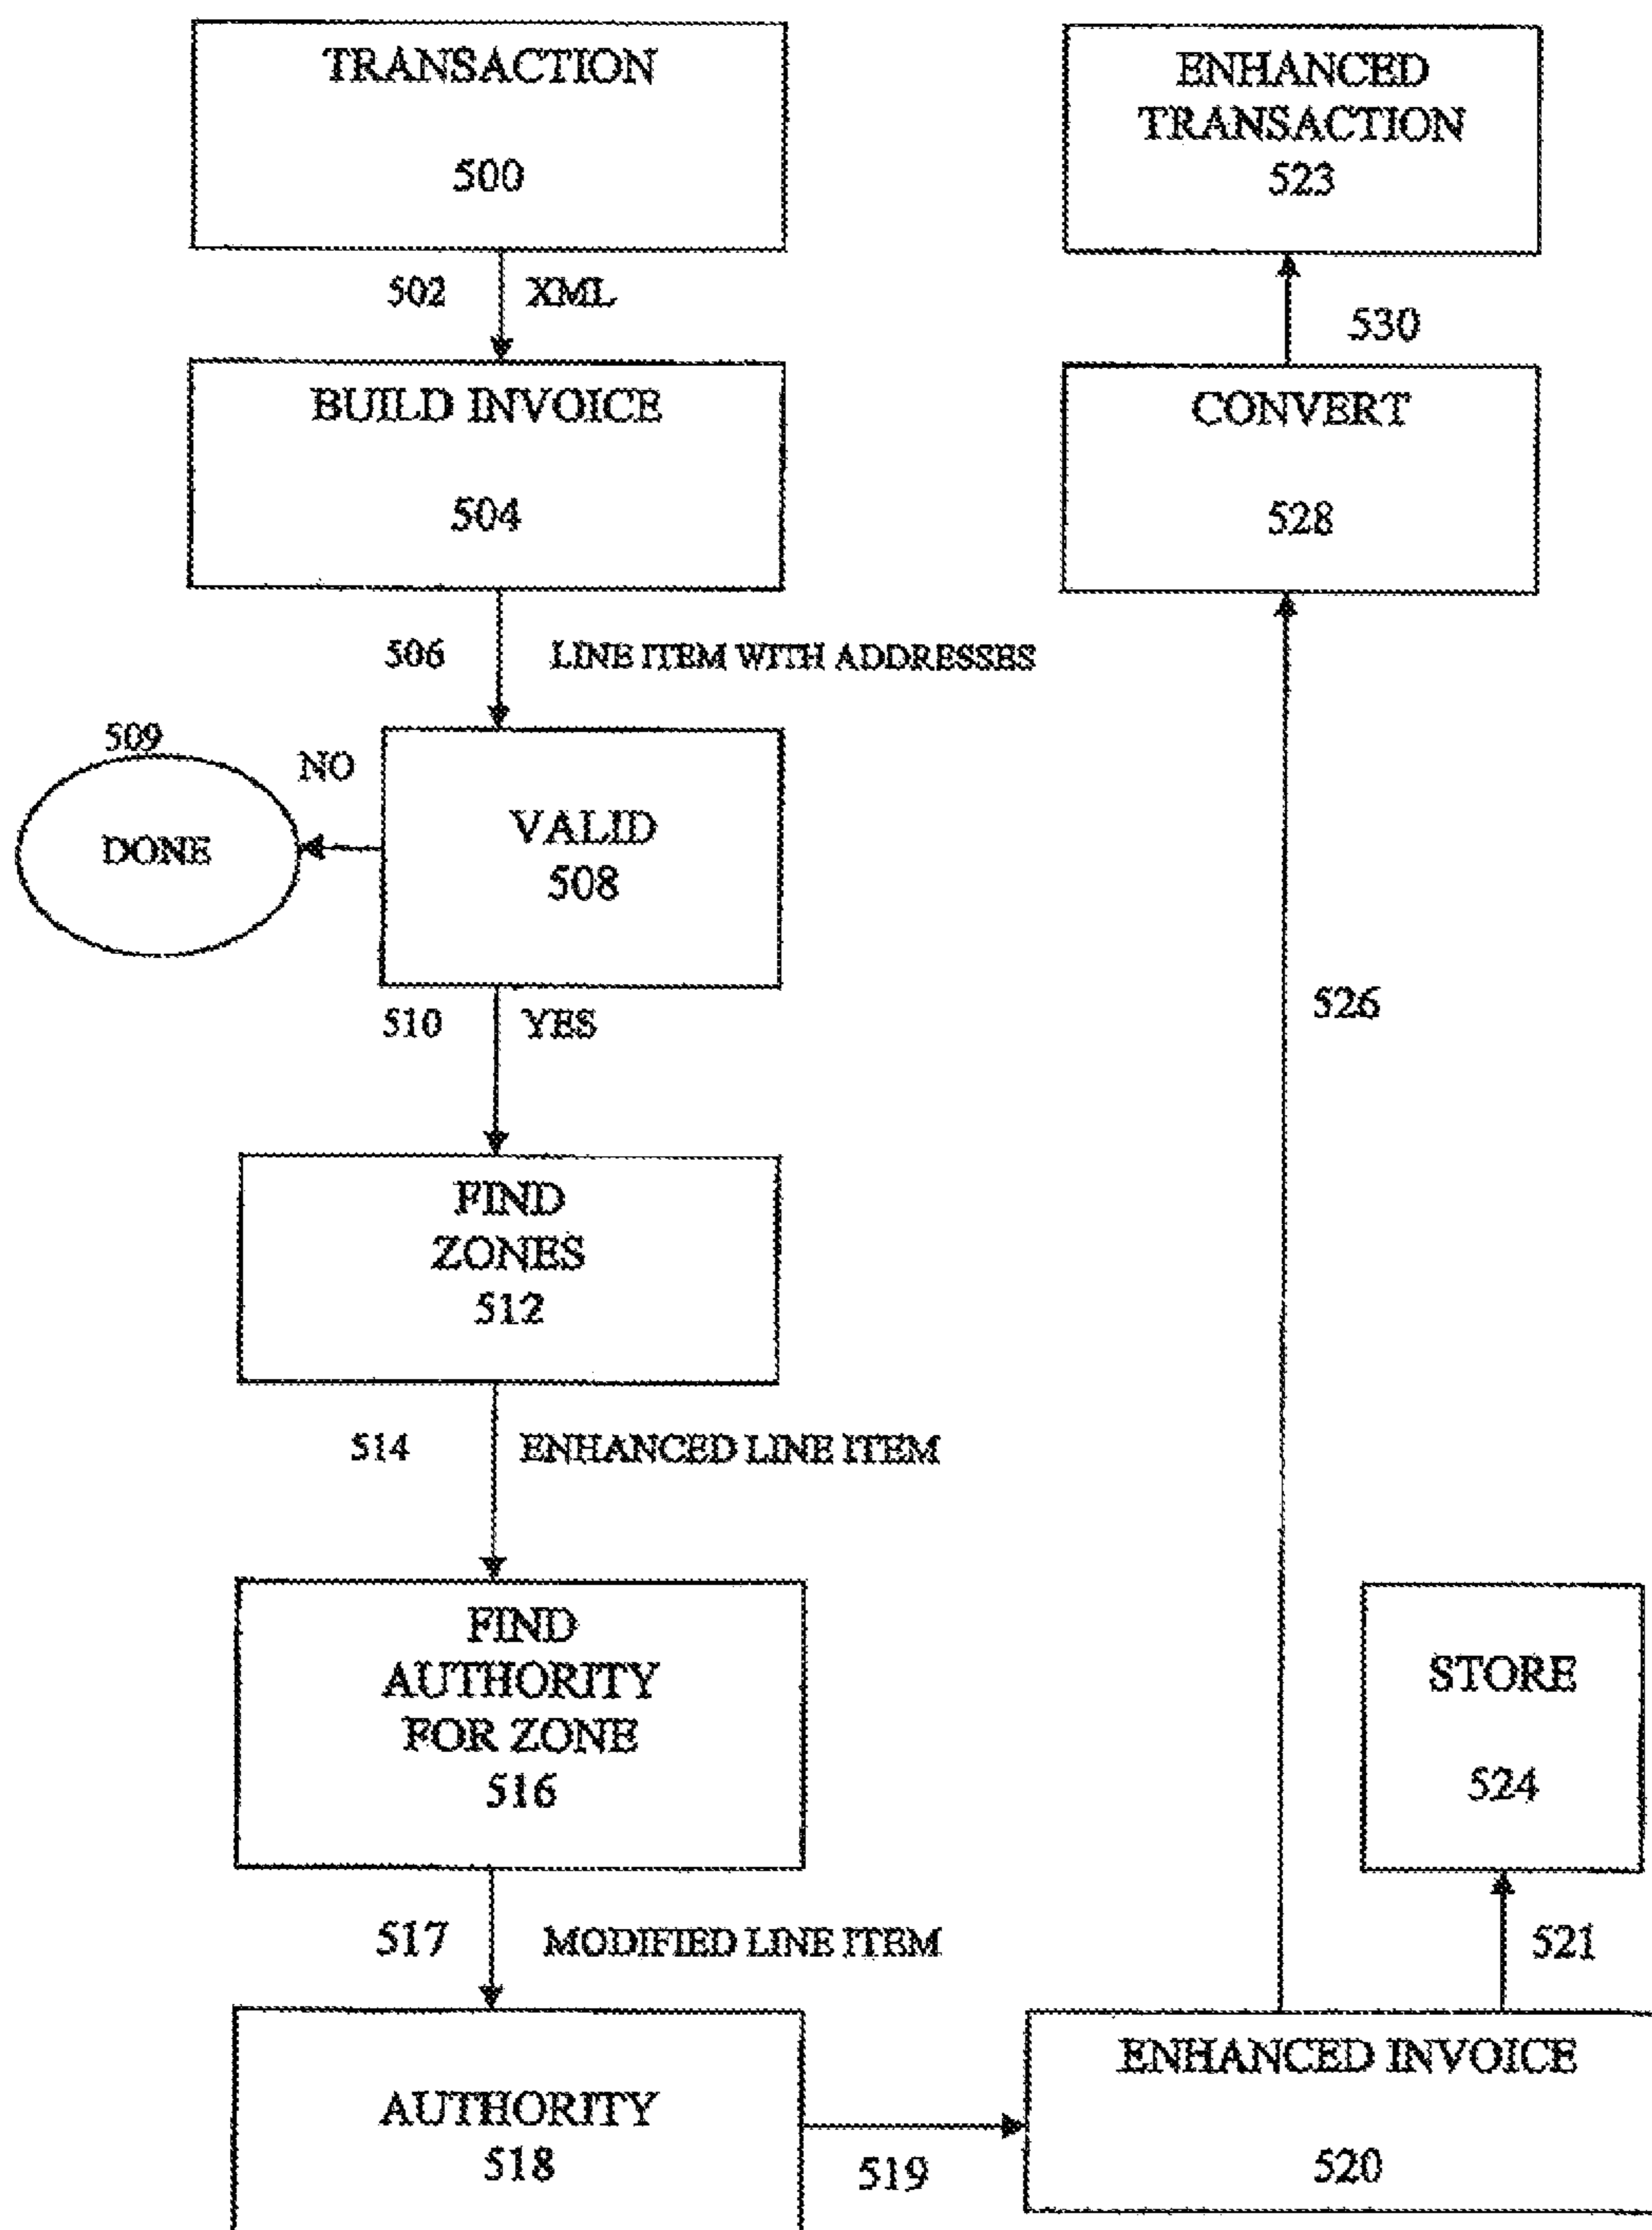 TRANSACTION
500
502 XML
BUILD INVOICE
504
506 LINE ITEM WITH ADDRESSES
509
NO
DONE
VALID
508
510 YES
FIND
ZONES
512
514 ENHANCED LINE ITEM
FIND
AUTHORITY
FOR ZONE
516
517 MODIFIED LINE ITEM
AUTHORITY
518
519
ENHANCED INVOICE
520
521
STORE
524
526
CONVERT
528
530
ENHANCED
TRANSACTION
523